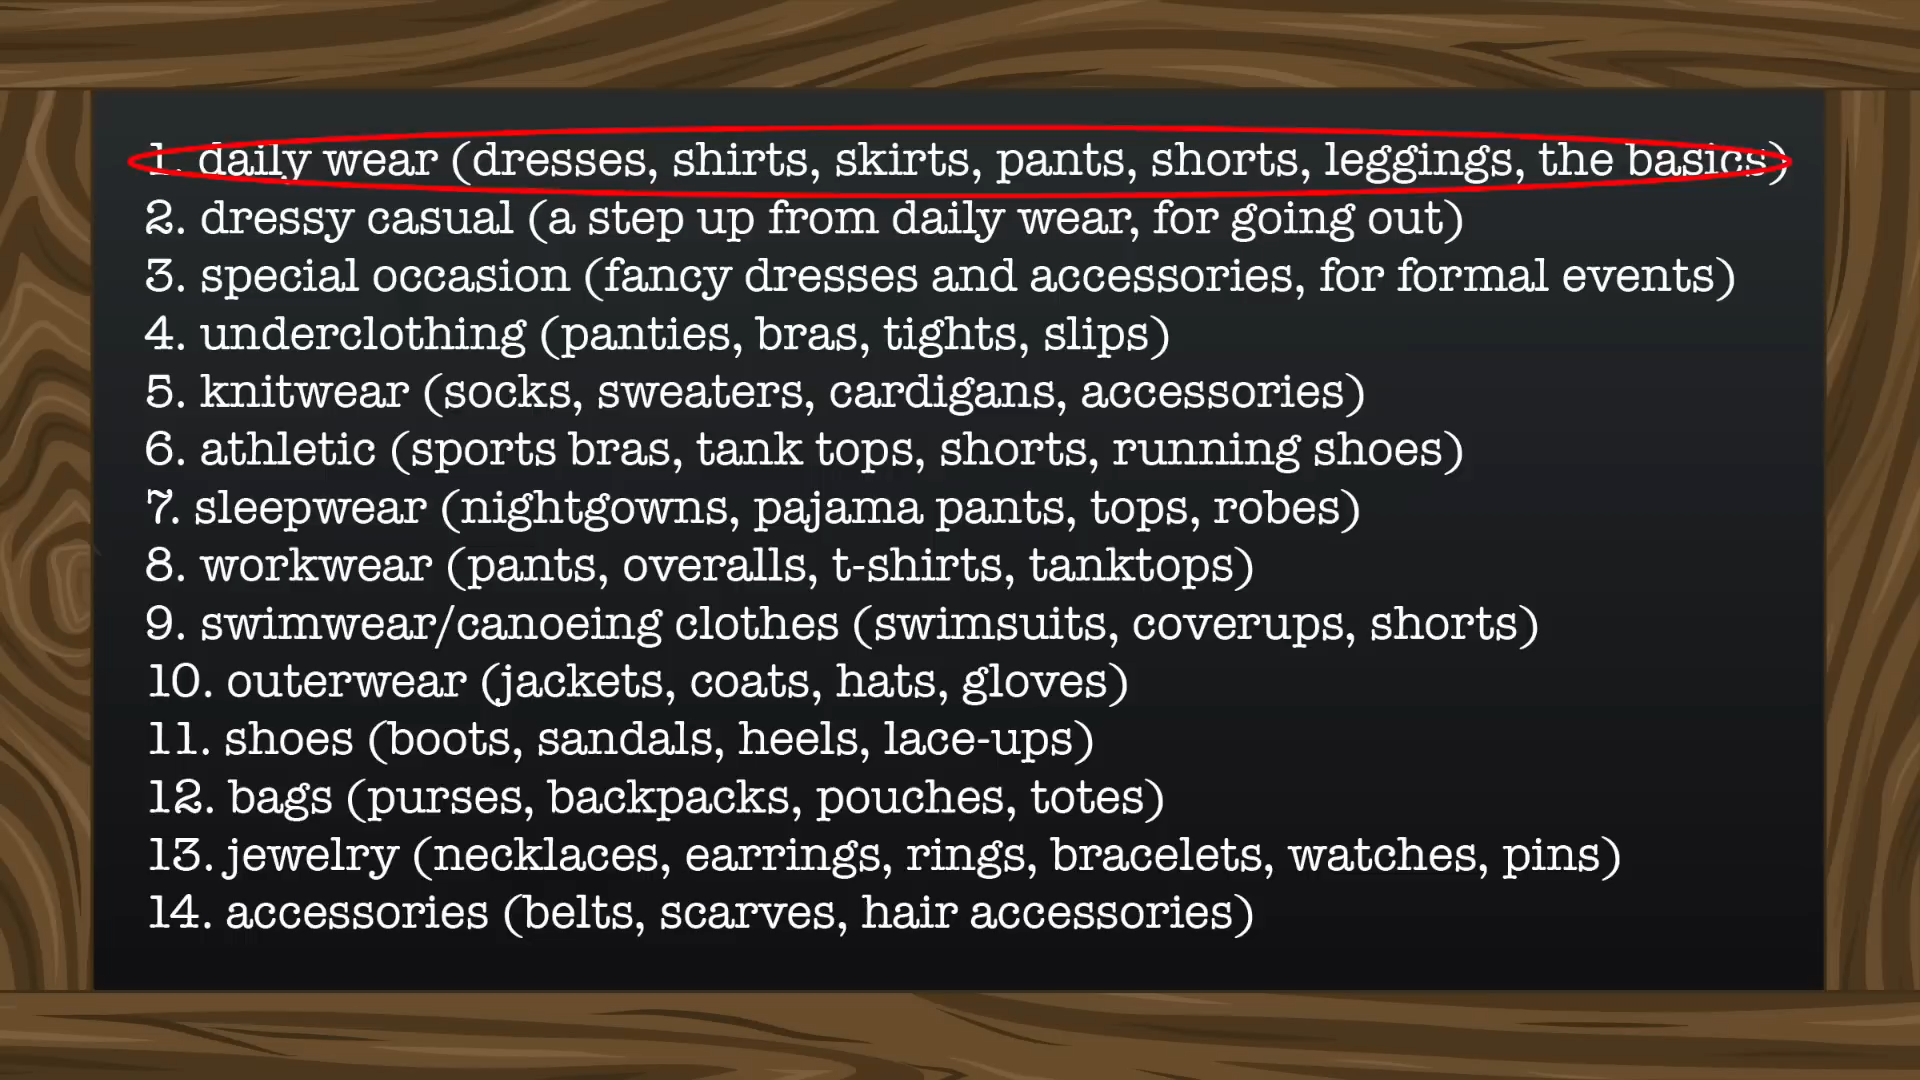 1. daily wear (dresses, shirts, skirts, pants, shorts, leggings, the basics)
2. dressy casual (a step up from daily wear, for going out)
3. special occasion (fancy dresses and accessories, for formal events)
4. underclothing (panties, bras, tights, slips)
5. knitwear (socks, sweaters, cardigans, accessories)
6. athletic (sports bras, tank tops, shorts, running shoes)
7. sleepwear (nightgowns, pajama pants, tops, robes)
8. workwear (pants, overalls, t-shirts, tanktops)
9. swimwear/canoeing clothes (swimsuits, coverups, shorts)
10. outerwear (jackets, coats, hats, gloves)
11. shoes (boots, sandals, heels, lace-ups)
12. bags (purses, backpacks, pouches, totes)
13. jewelry (necklaces, earrings, rings, bracelets, watches, pins)
14. accessories (belts, scarves, hair accessories)